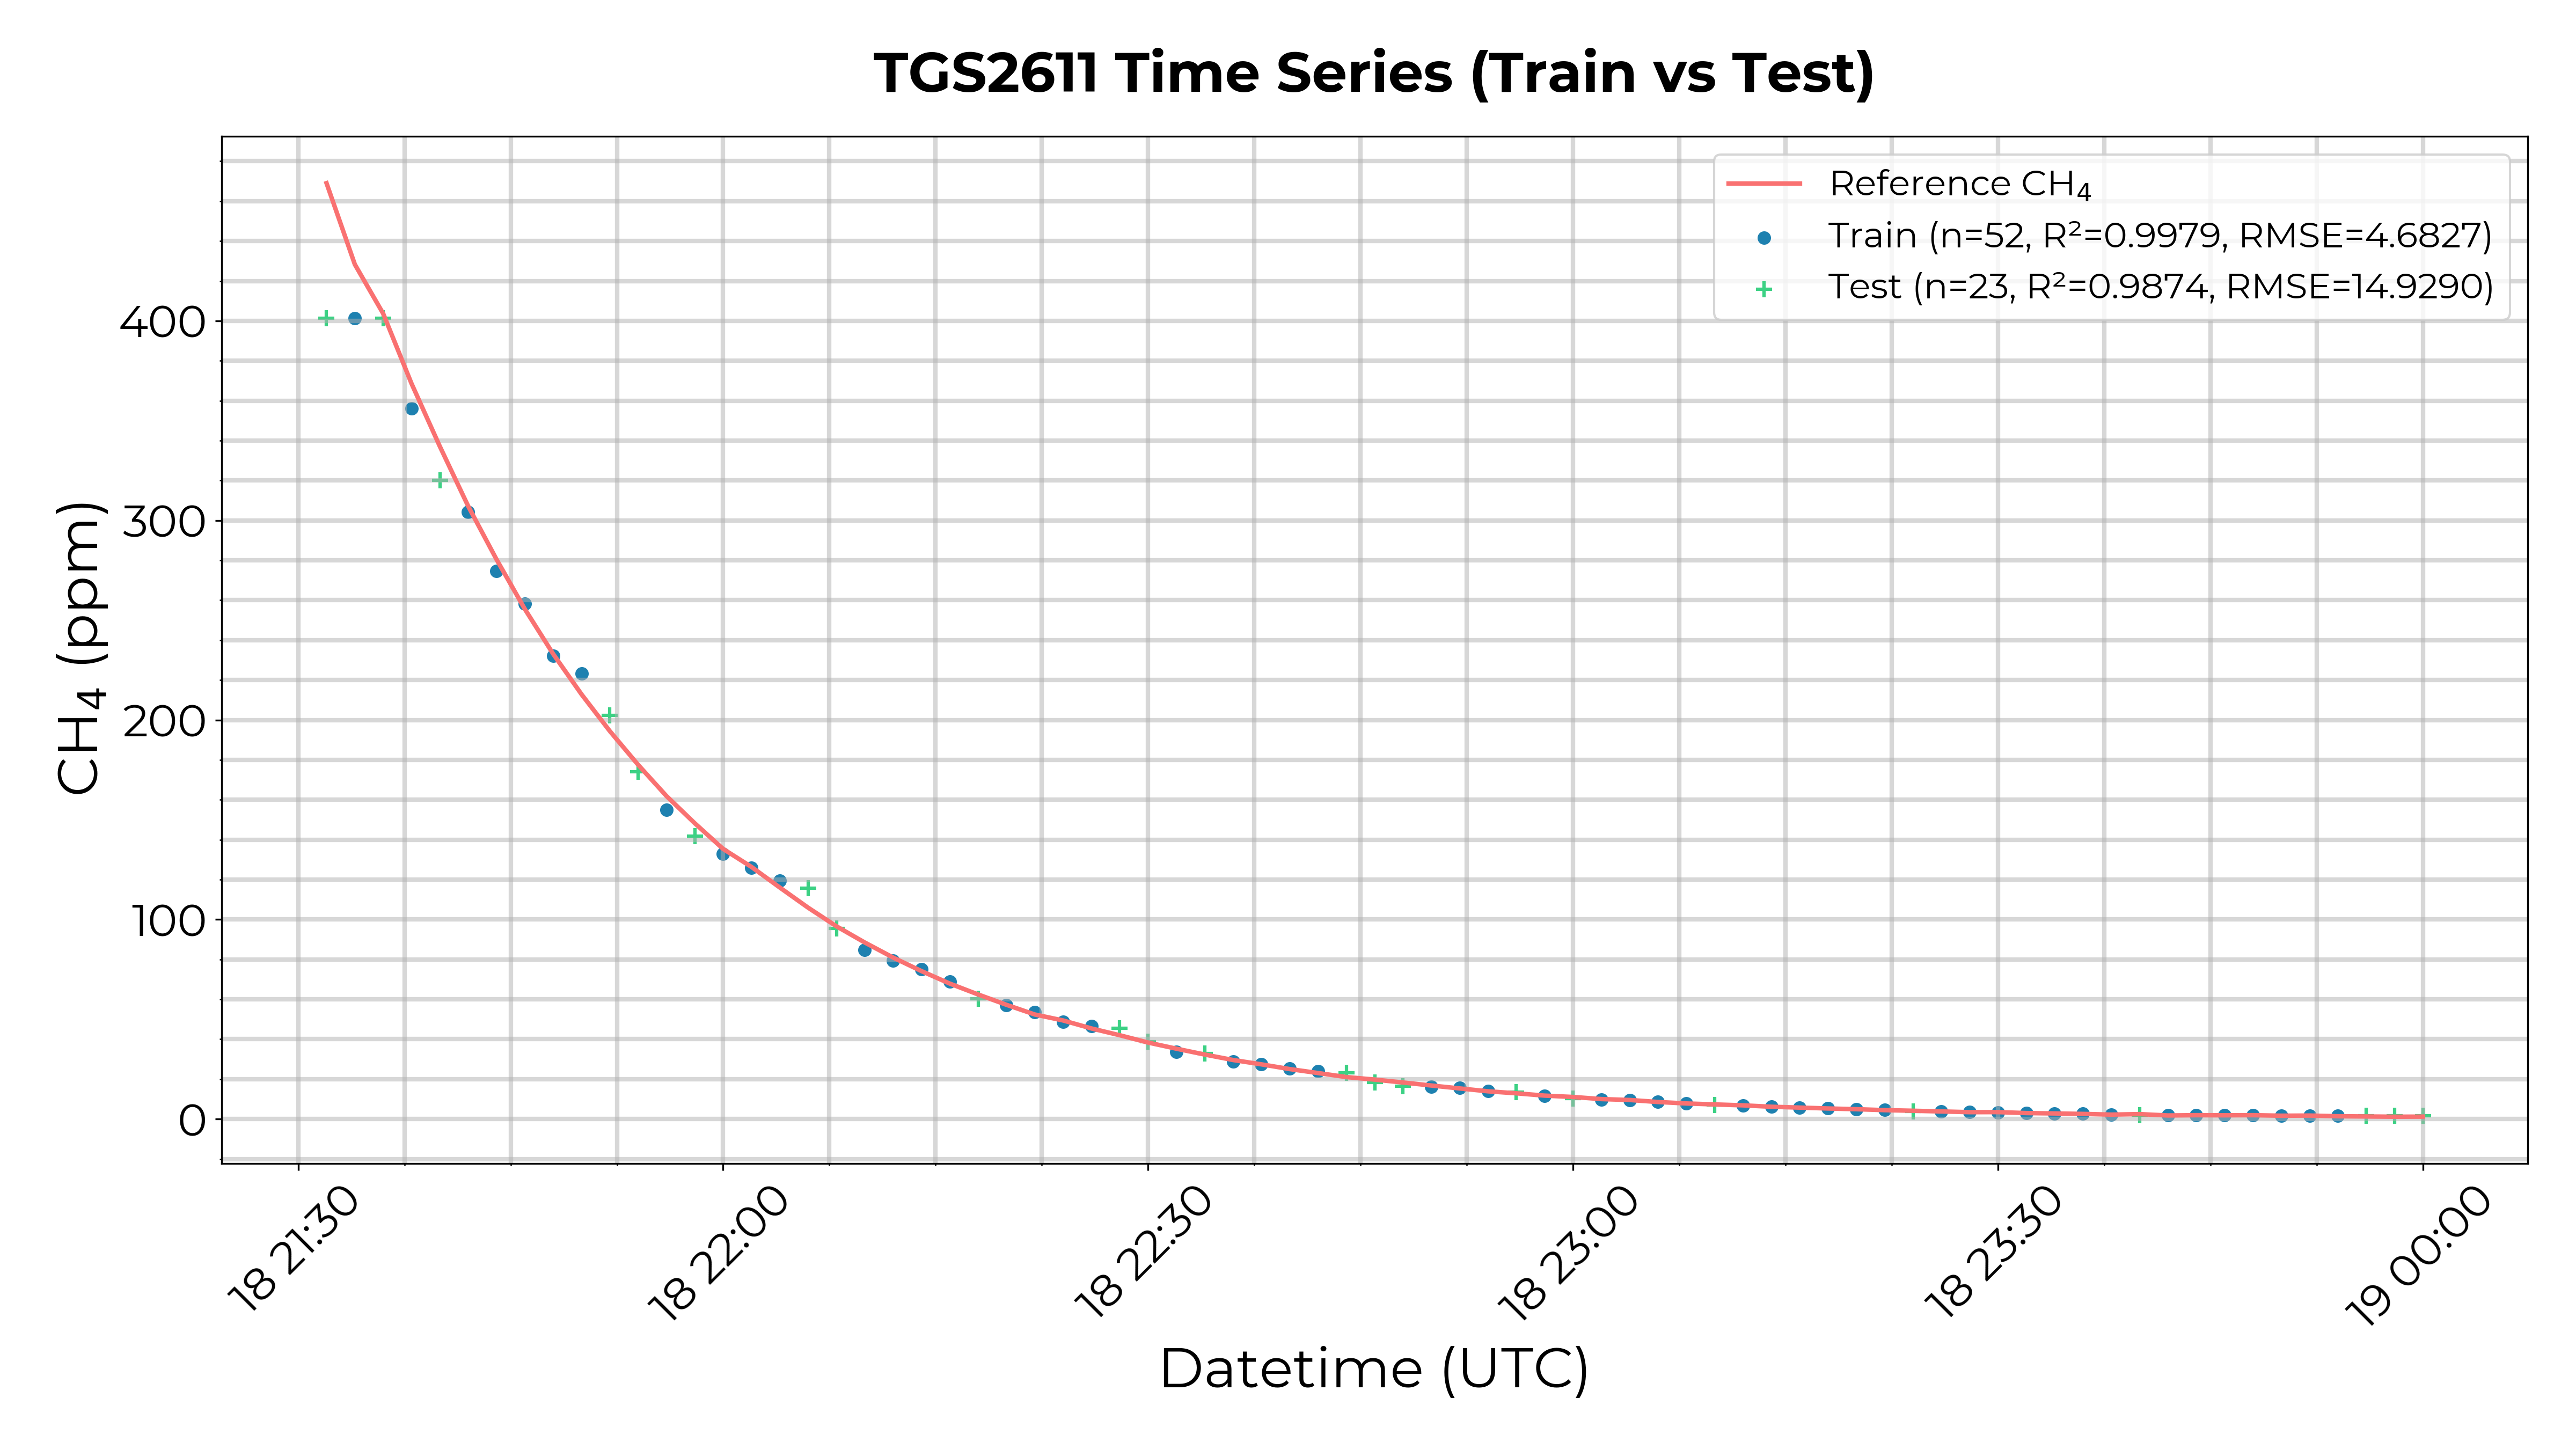 TGS2611 Time Series (Train vs Test)
Reference CH₄
Train (n=52, R²=0.9979, RMSE=4.6827)
Test (n=23, R²=0.9874, RMSE=14.9290)
CH₄ (ppm)
400
300
200
100
0
18 21:30
18 22:00
18 22:30
18 23:00
18 23:30
19 00:00
Datetime (UTC)